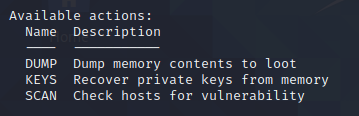 Available actions:
Name Description
---- -----------
DUMP Dump memory contents to loot
KEYS Recover private keys from memory
SCAN Check hosts for vulnerability